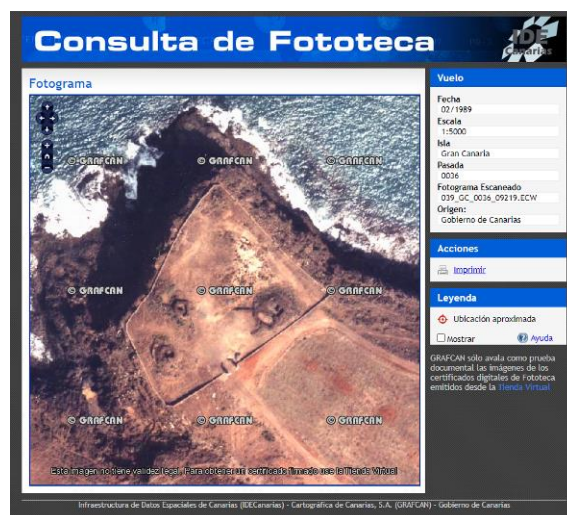 Consulta de Fototeca
IDE
Canarias
Fotograma
© GRAFCAN © GRAFCAN © GRAFCAN
© GRAFCAN © GRAFCAN © GRAFCAN
© GRAFCAN © GRAFCAN © GRAFCAN
Esta imagen no tiene validez legal. Para obtener un certificado firmado use la Tienda Virtual
Vuelo
Fecha
02/1989
Escala
1:5000
Isla
Gran Canaria
Pasada
0036
Fotograma Escaneado
039_GC_0036_09219.ECW
Origen:
Gobierno de Canarias
Acciones
Imprimir
Leyenda
Ubicación aproximada
Mostrar Ayuda
GRAFCAN sólo avala como prueba
documental las imágenes de los
certificados digitales de Fototeca
emitidos desde la Tienda Virtual
Infraestructura de Datos Espaciales de Canarias (IDECanarias) - Cartográfica de Canarias, S.A. (GRAFCAN) - Gobierno de Canarias